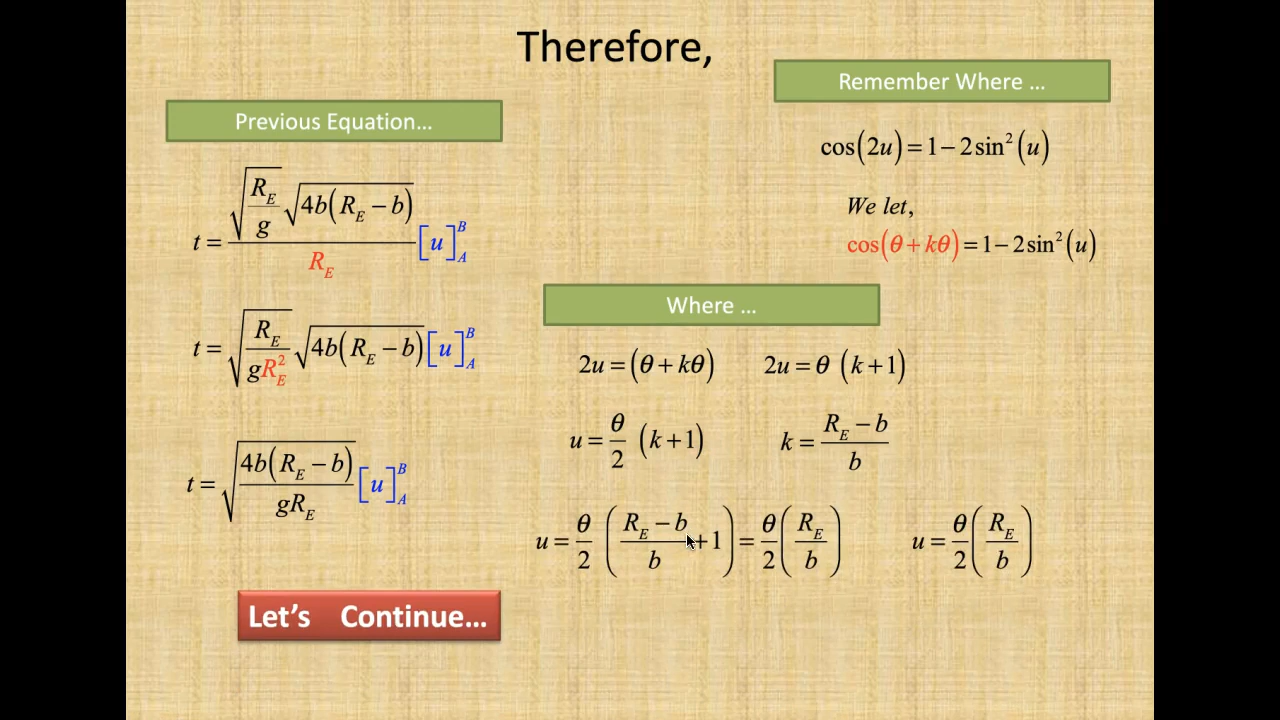 Therefore,
Remember Where ...
cos(2u) = 1 − 2sin²(u)
We let,
cos(θ + kθ) = 1 − 2sin²(u)
Previous Equation...
t = √(R_E/g) √(4b(R_E − b)) / R_E [u]_A^B
t = √(R_E/(gR_E²)) √(4b(R_E − b)) [u]_A^B
t = √(4b(R_E − b)/(gR_E)) [u]_A^B
Let's Continue...
Where ...
2u = (θ + kθ) 2u = θ (k + 1)
u = θ/2 (k + 1) k = (R_E − b)/b
u = θ/2 ((R_E − b)/b + 1) = θ/2 (R_E/b) u = θ/2 (R_E/b)